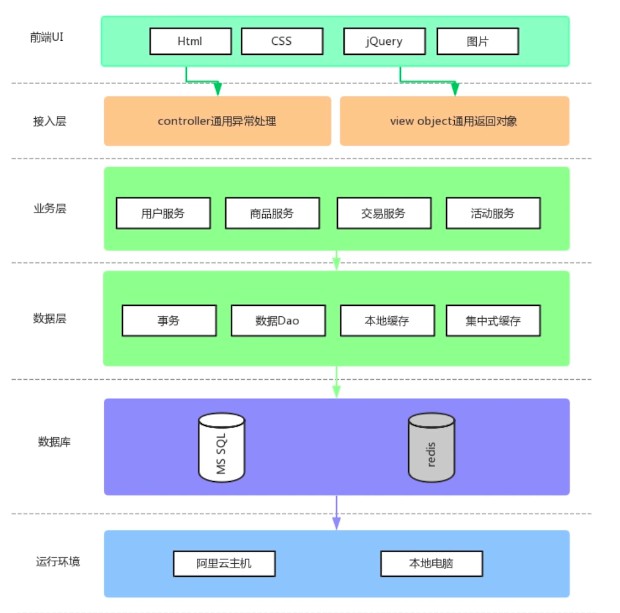 前端UI
Html
CSS
jQuery
图片
接入层
controller通用异常处理
view object通用返回对象
业务层
用户服务
商品服务
交易服务
活动服务
数据层
事务
数据Dao
本地缓存
集中式缓存
数据库
MS SQL
redis
运行环境
阿里云主机
本地电脑